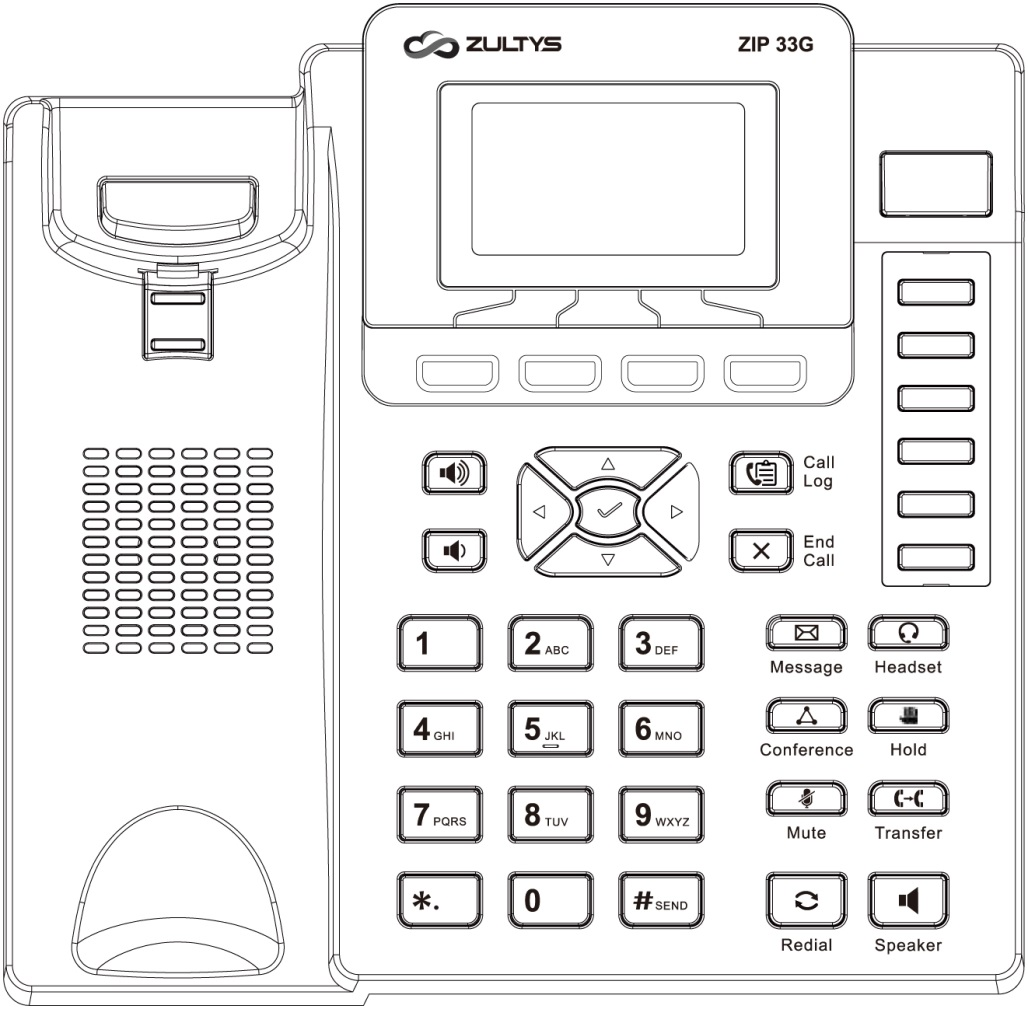 ZULTYS ZIP 33G
Call
Log
End
Call
1 2 ABC 3 DEF
Message Headset
4 GHI 5 JKL 6 MNO
Conference Hold
7 PQRS 8 TUV 9 WXYZ
Mute Transfer
*. 0 # SEND
Redial Speaker